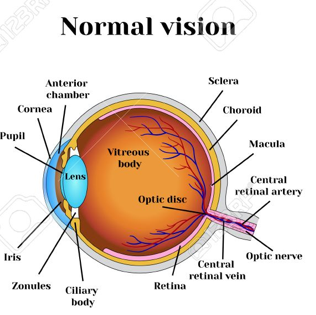 Normal vision
Anterior
chamber
Cornea
Pupil
Iris
Zonules
Ciliary
body
Lens
Vitreous
body
Optic disc
Retina
Central
retinal vein
Optic nerve
Central
retinal artery
Macula
Choroid
Sclera